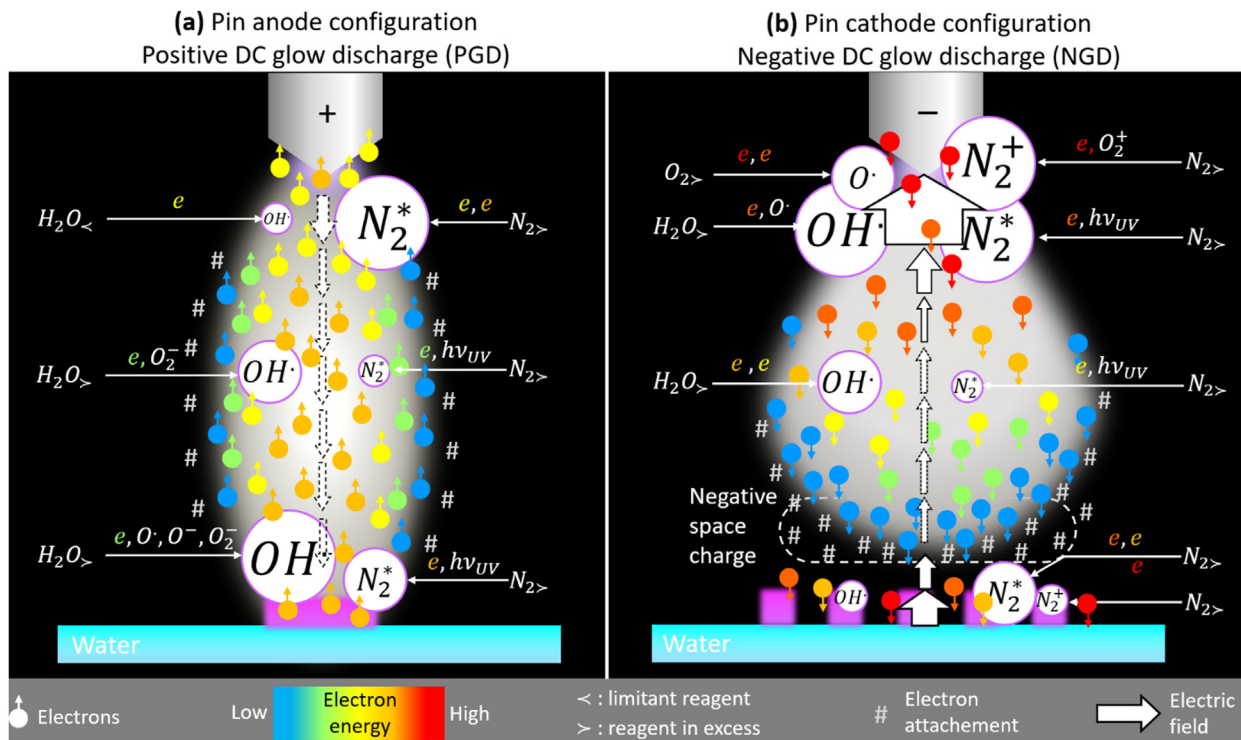 (a) Pin anode configuration
Positive DC glow discharge (PGD)
+
H₂O≺
e
OH·
N₂*
e, e
N₂≻
#
#
#
#
#
H₂O≻
e, O₂⁻
OH·
N₂*
e, hνUV
N₂≻
#
#
#
#
#
#
#
#
H₂O≻
e, O·, O⁻, O₂⁻
OH
N₂*
e, hνUV
N₂≻
Water
(b) Pin cathode configuration
Negative DC glow discharge (NGD)
−
O₂≻
e, e
O·
N₂⁺
e, O₂⁺
N₂≻
H₂O≻
e, O·
OH·
N₂*
e, hνUV
N₂≻
#
H₂O≻
e, e
OH·
N₂*
e, hνUV
N₂≻
#
#
#
#
#
Negative
space
charge
#
#
#
#
#
#
#
#
#
#
#
#
e, e
N₂≻
e
OH·
N₂*
N₂⁺
N₂≻
Water
Electrons
Low
Electron
energy
High
≺ : limitant reagent
≻ : reagent in excess
#
Electron
attachement
Electric
field